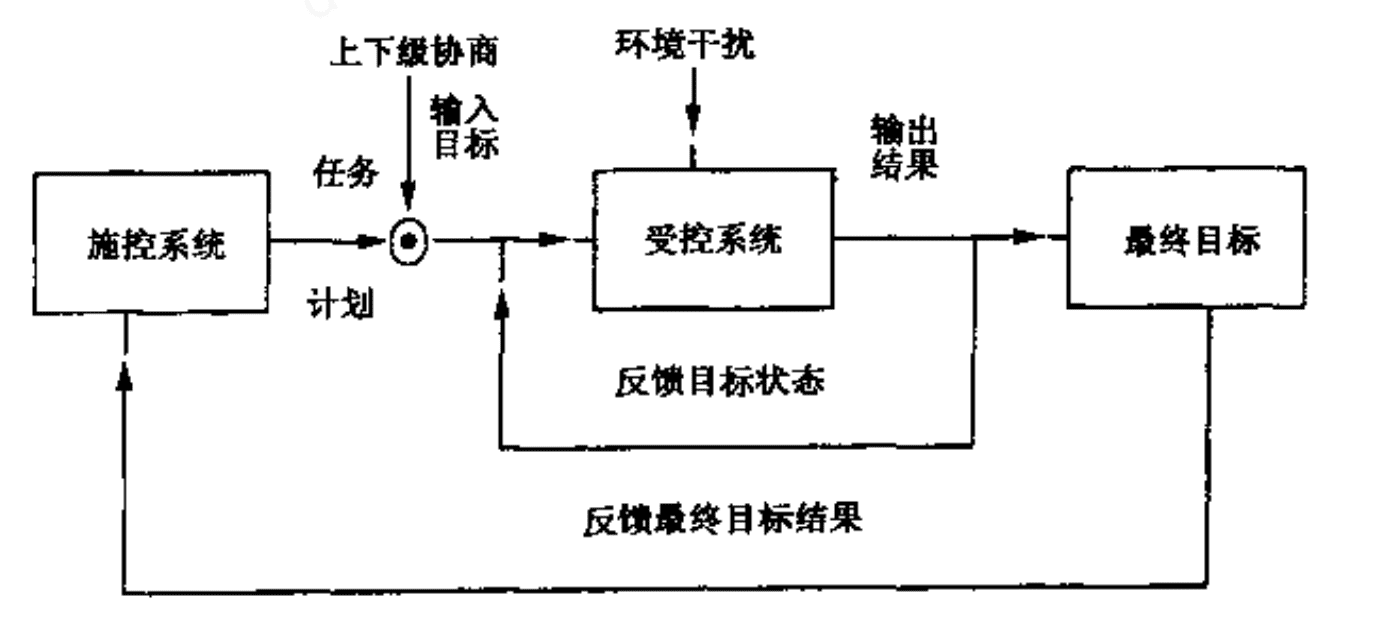 上下级协商
环境干扰
输入
目标
输出
结果
任务
施控系统
受控系统
最终目标
计划
反馈目标状态
反馈最终目标结果